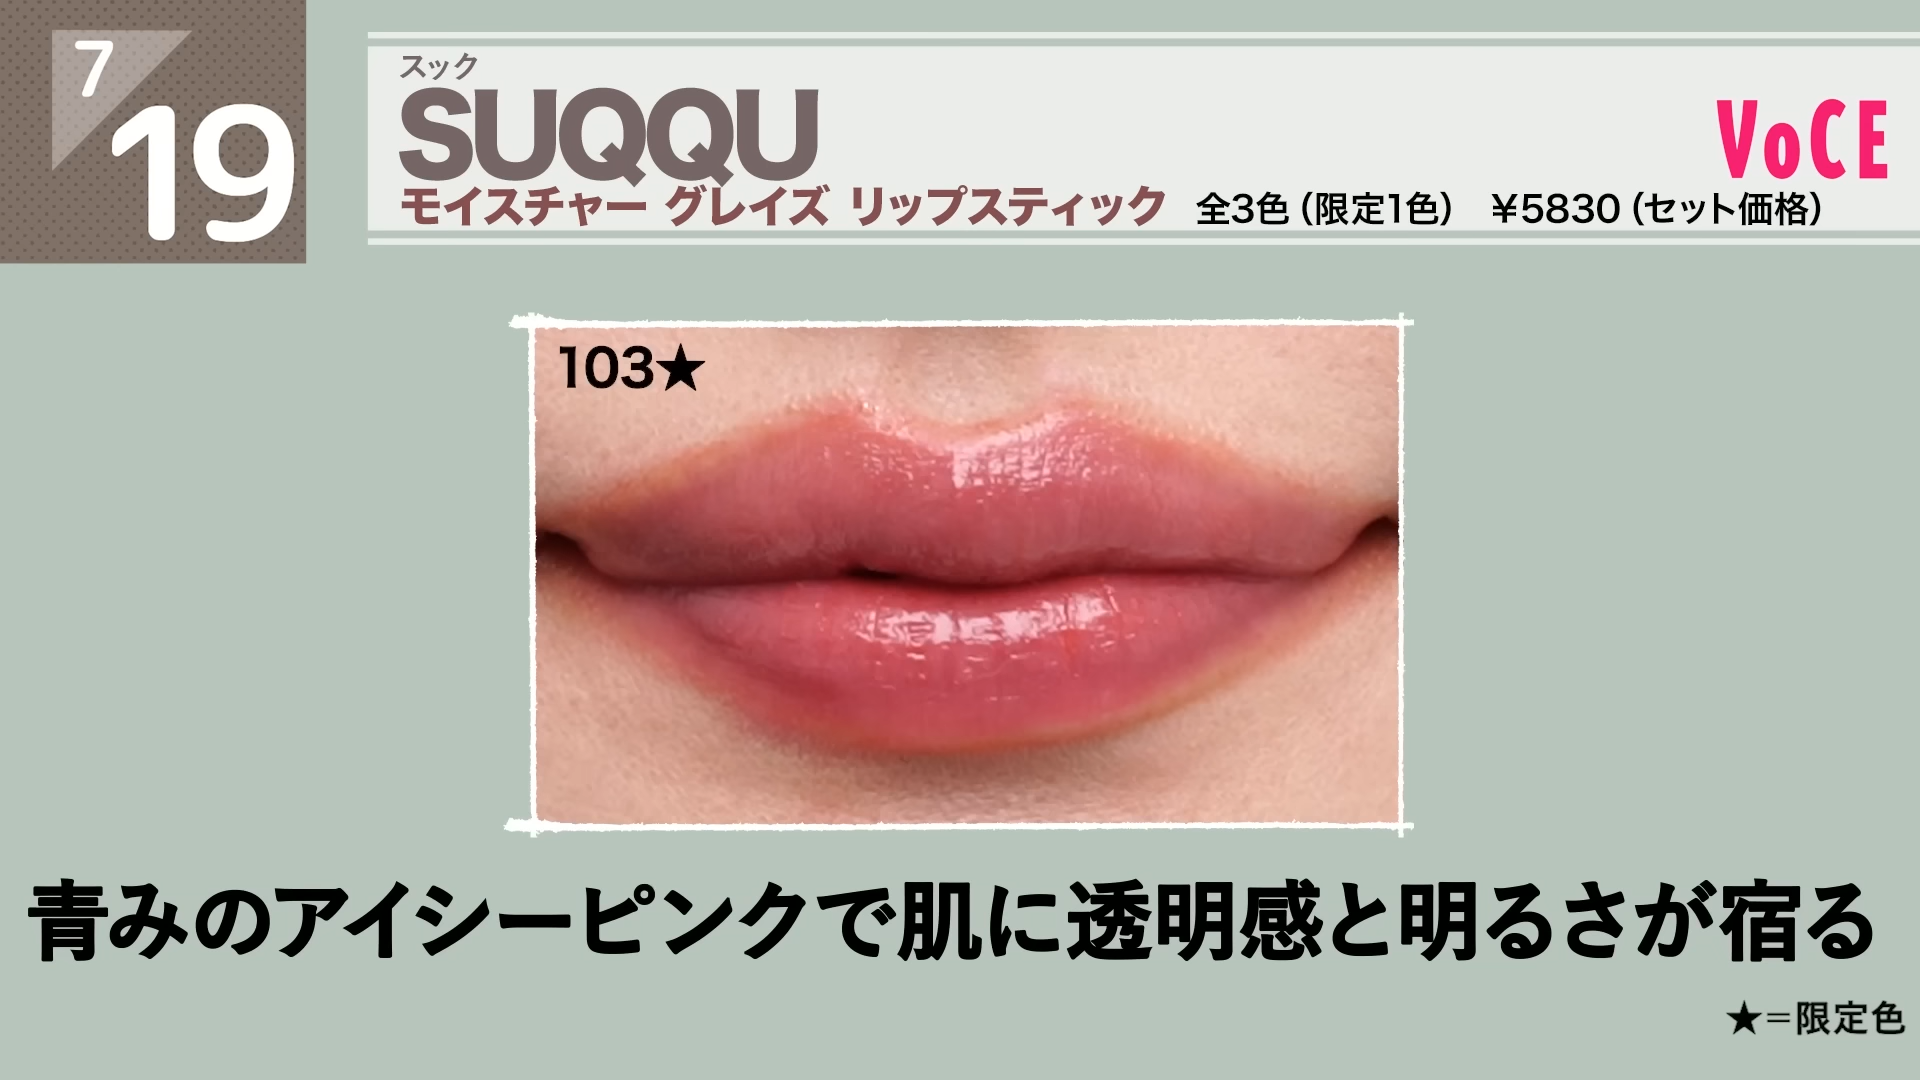 7
19
スック
SUQQU
VoCE
モイスチャー グレイズ リップスティック 全3色（限定1色） ¥5830（セット価格）
103★
青みのアイシーピンクで肌に透明感と明るさが宿る
★=限定色